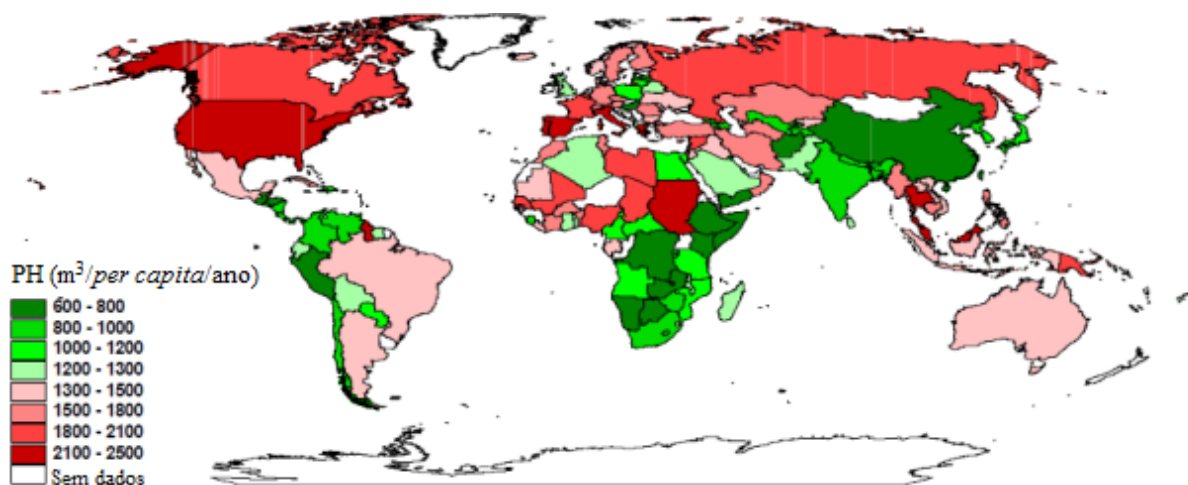 PH (m³/per capita/ano)
600 - 800
800 - 1000
1000 - 1200
1200 - 1300
1300 - 1500
1500 - 1800
1800 - 2100
2100 - 2500
Sem dados